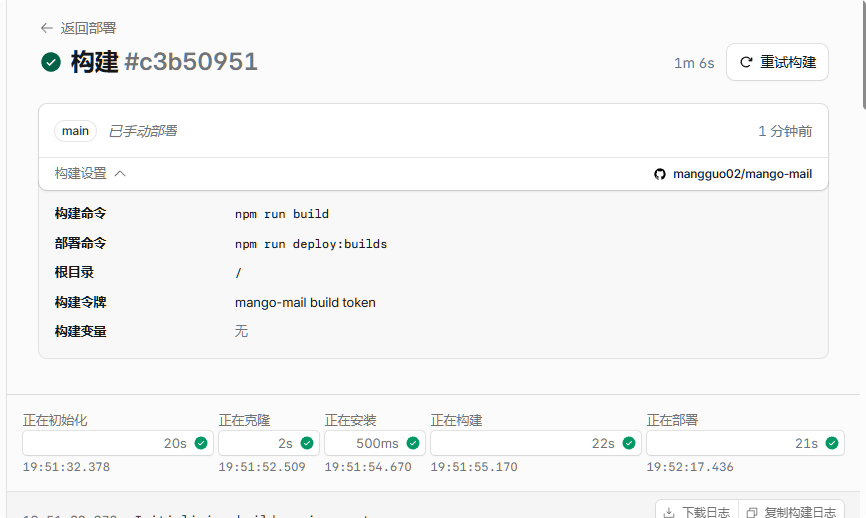 返回部署
构建 #c3b50951
1m 6s
重试构建
main 已手动部署
1 分钟前
构建设置
mangguo02/mango-mail
构建命令 npm run build
部署命令 npm run deploy:builds
根目录 /
构建令牌 mango-mail build token
构建变量 无
正在初始化 正在克隆 正在安装 正在构建 正在部署
20s 2s 500ms 22s 21s
19:51:32.378 19:51:52.509 19:51:54.670 19:51:55.170 19:52:17.436
下载日志 复制构建日志